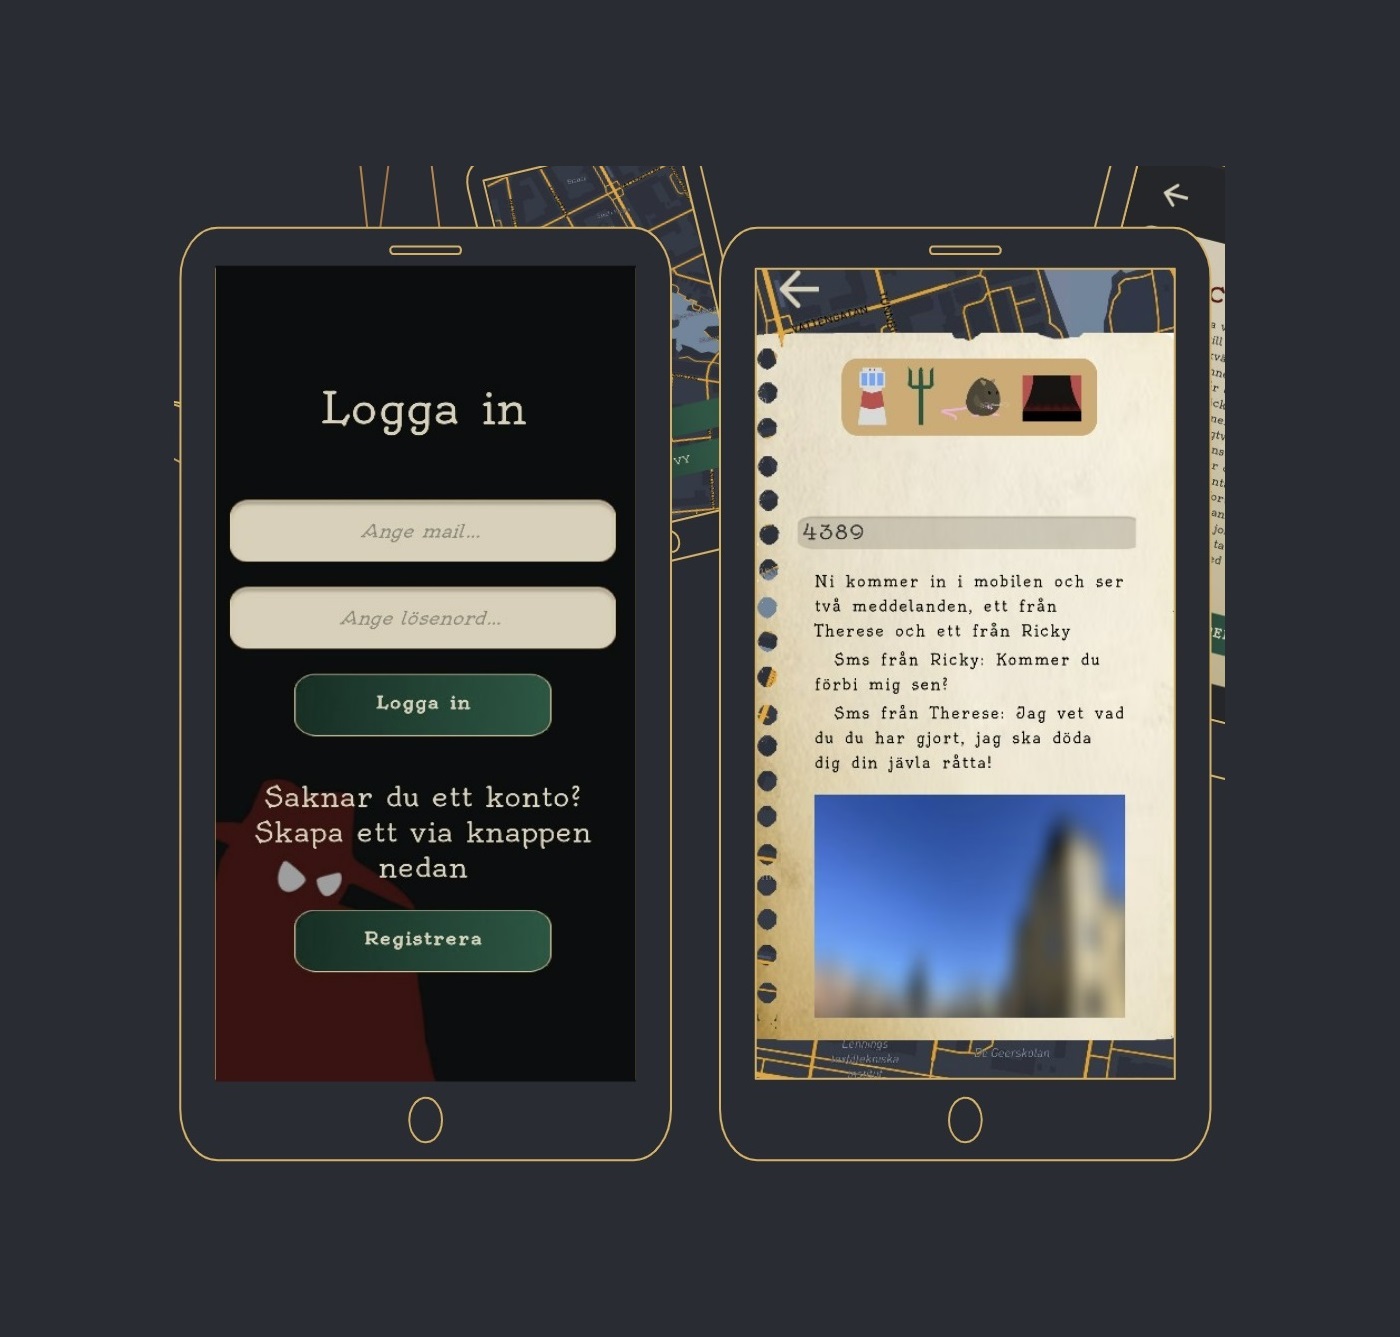 Logga in
Ange mail...
Ange lösenord...
Logga in
Saknar du ett konto?
Skapa ett via knappen
nedan
Registrera
VY
VATTENGATAN
4389
Ni kommer in i mobilen och ser
två meddelanden, ett från
Therese och ett från Ricky
Sms från Ricky: Kommer du
förbi mig sen?
Sms från Therese: Jag vet vad
du du har gjort, jag ska döda
dig din jävla råtta!
Lennings
De Geerskolan